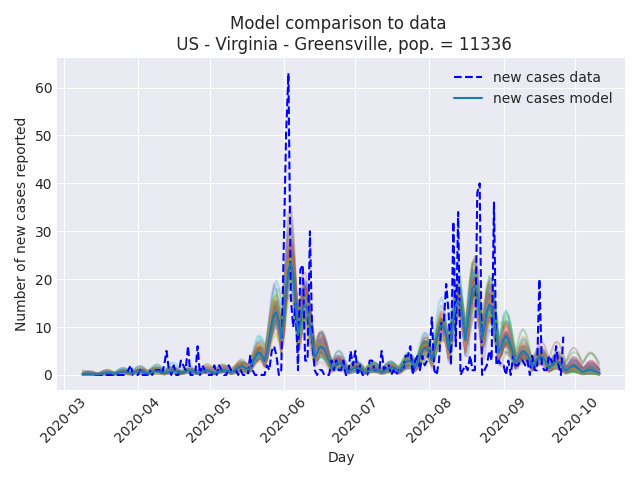 Model comparison to data
US - Virginia - Greensville, pop. = 11336
new cases data
new cases model
Number of new cases reported
60
50
40
30
20
10
0
2020-03
2020-04
2020-05
2020-06
2020-07
2020-08
2020-09
2020-10
Day